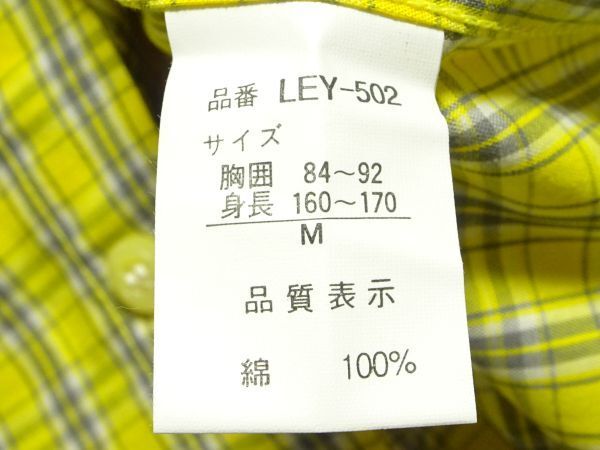 品番 LEY-502
サイズ
胸囲 84～92
身長 160～170
M
品質表示
綿 100%